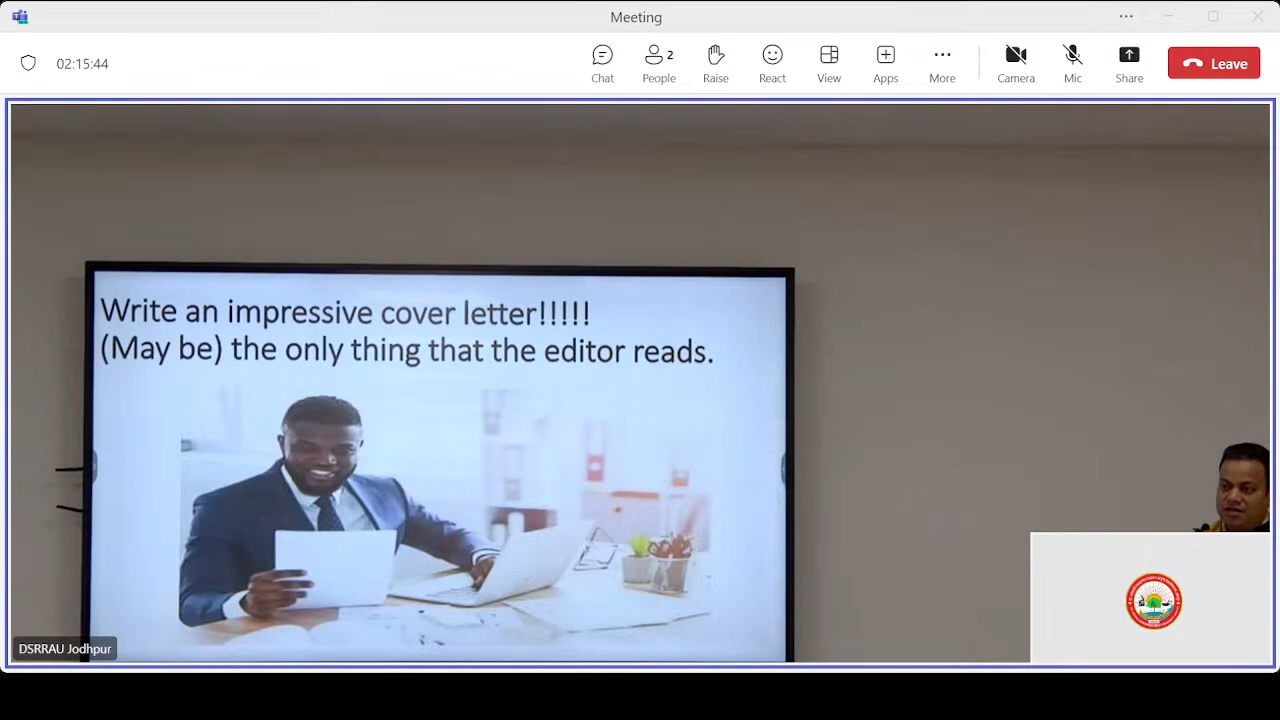 Meeting
02:15:44
Chat
People
2
Raise
React
View
Apps
More
Camera
Mic
Share
Leave
Write an impressive cover letter!!!!!
(May be) the only thing that the editor reads.
DSRRAU Jodhpur